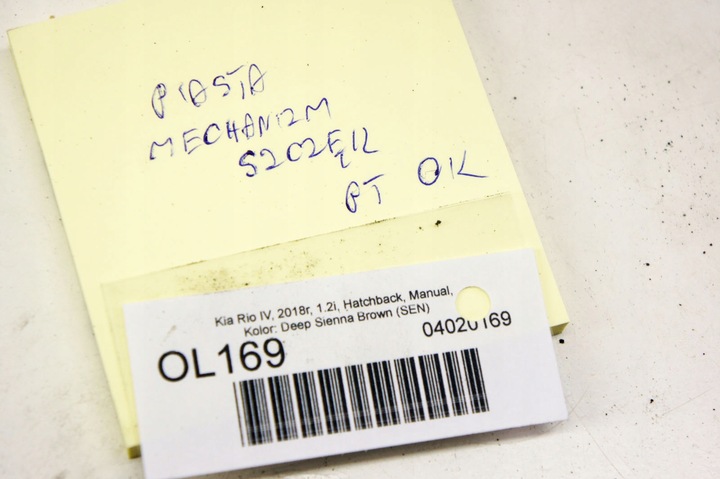 PIASTA
MECHANIZM
SZCZĘK
PT OK
Kia Rio IV, 2018r, 1.2i, Hatchback, Manual,
Kolor: Deep Sienna Brown (SEN)
OL169
04020169